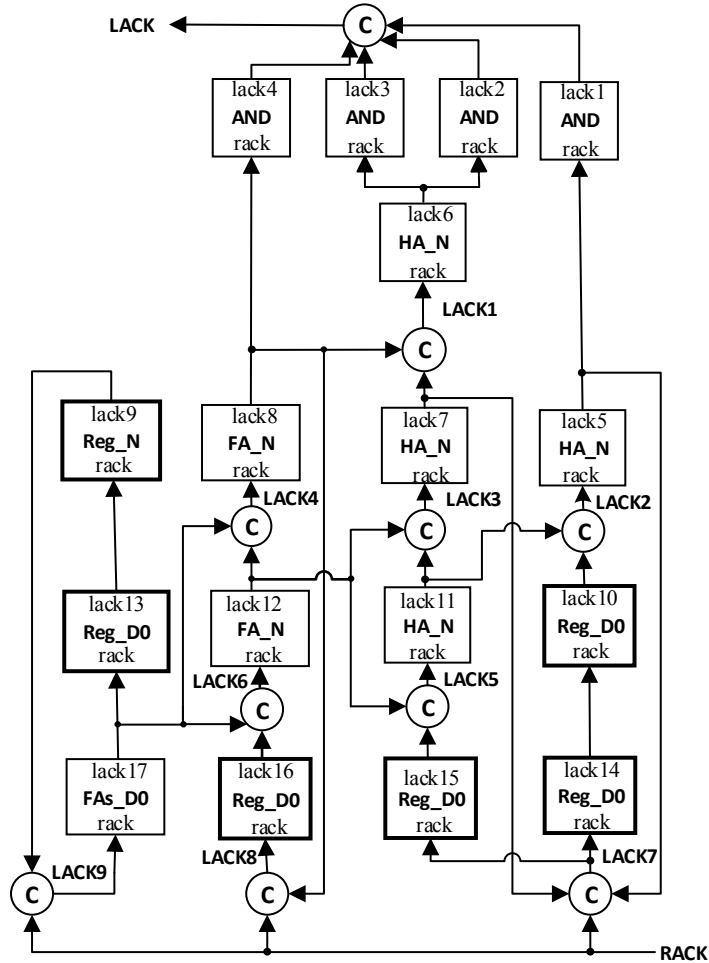 LACK
C
lack4
AND
rack
lack3
AND
rack
lack2
AND
rack
lack1
AND
rack
lack6
HA_N
rack
LACK1
C
lack9
Reg_N
rack
lack8
FA_N
rack
lack7
HA_N
rack
lack5
HA_N
rack
LACK4
LACK3
LACK2
C
C
C
lack13
Reg_D0
rack
lack12
FA_N
rack
lack11
HA_N
rack
lack10
Reg_D0
rack
LACK6
LACK5
C
C
lack17
FAs_D0
rack
lack16
Reg_D0
rack
lack15
Reg_D0
rack
lack14
Reg_D0
rack
LACK9
LACK8
LACK7
C
C
C
RACK